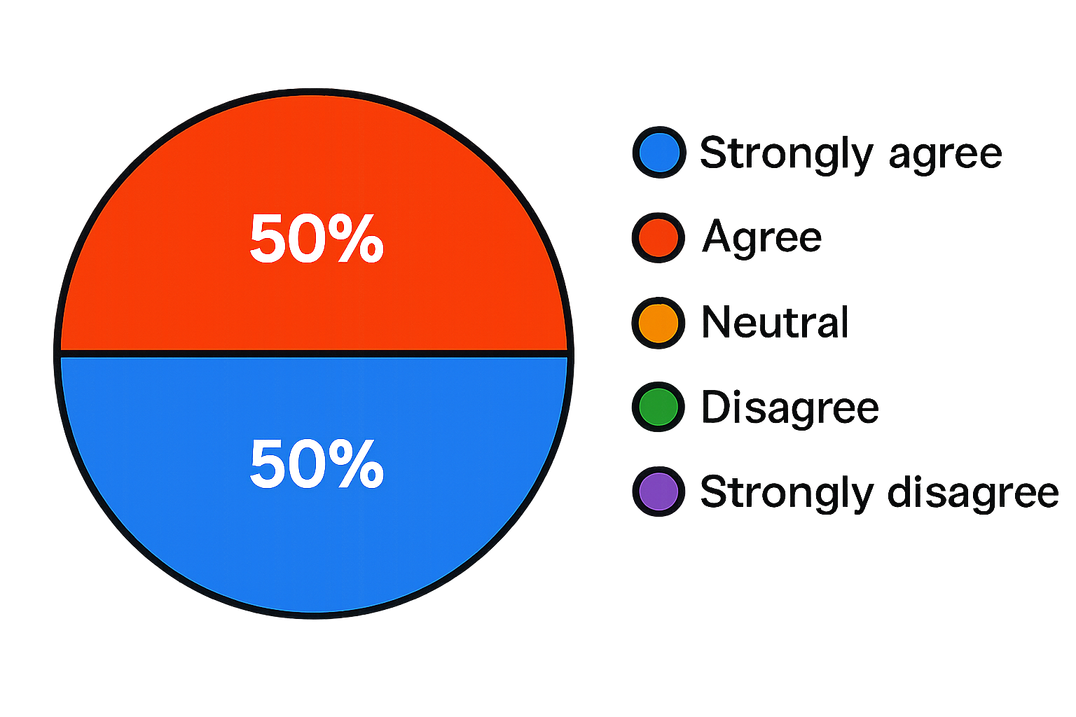 50%
50%
Strongly agree
Agree
Neutral
Disagree
Strongly disagree